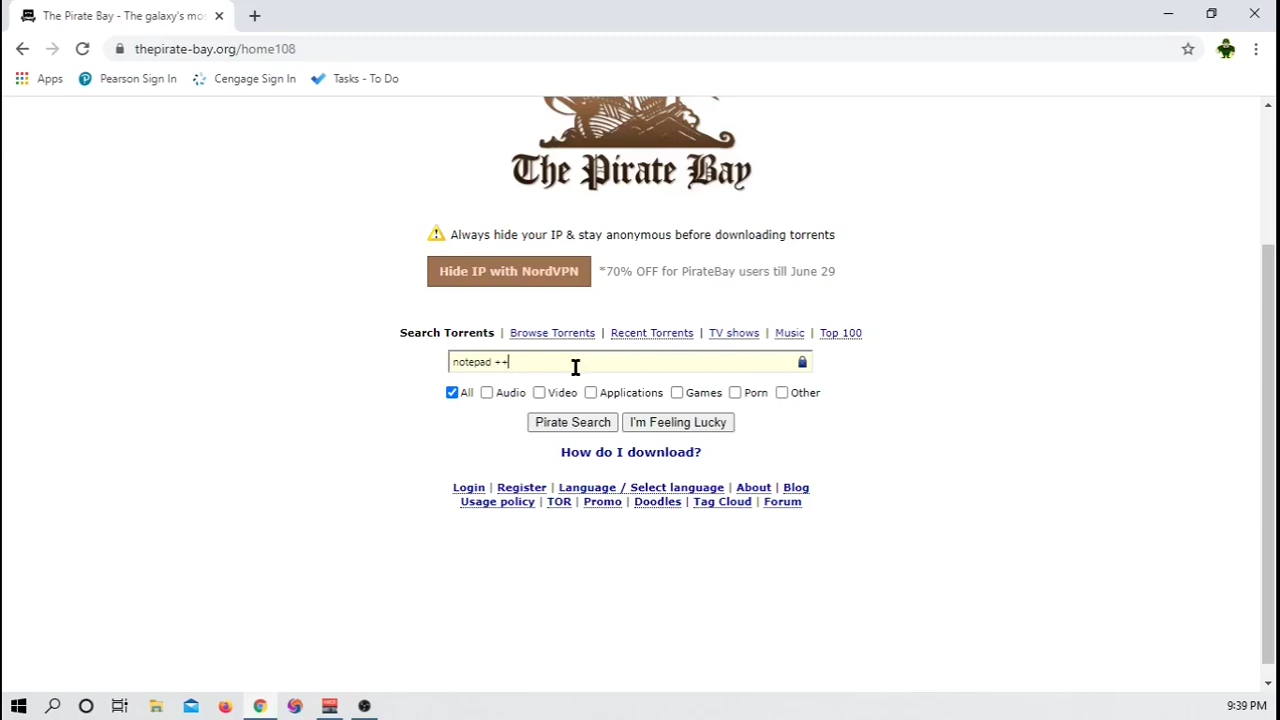 The Pirate Bay - The galaxy's mos
thepirate-bay.org/home108
Apps Pearson Sign In Cengage Sign In Tasks - To Do
The Pirate Bay
Always hide your IP & stay anonymous before downloading torrents
Hide IP with NordVPN *70% OFF for PirateBay users till June 29
Search Torrents | Browse Torrents | Recent Torrents | TV shows | Music | Top 100
notepad ++
All Audio Video Applications Games Porn Other
Pirate Search I'm Feeling Lucky
How do I download?
Login | Register | Language / Select language | About | Blog
Usage policy | TOR | Promo | Doodles | Tag Cloud | Forum
9:39 PM